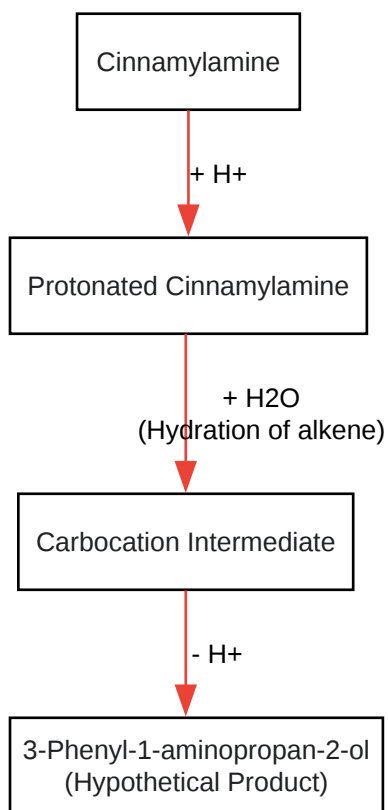 Cinnamylamine
+ H+
Protonated Cinnamylamine
+ H2O
(Hydration of alkene)
Carbocation Intermediate
- H+
3-Phenyl-1-aminopropan-2-ol
(Hypothetical Product)